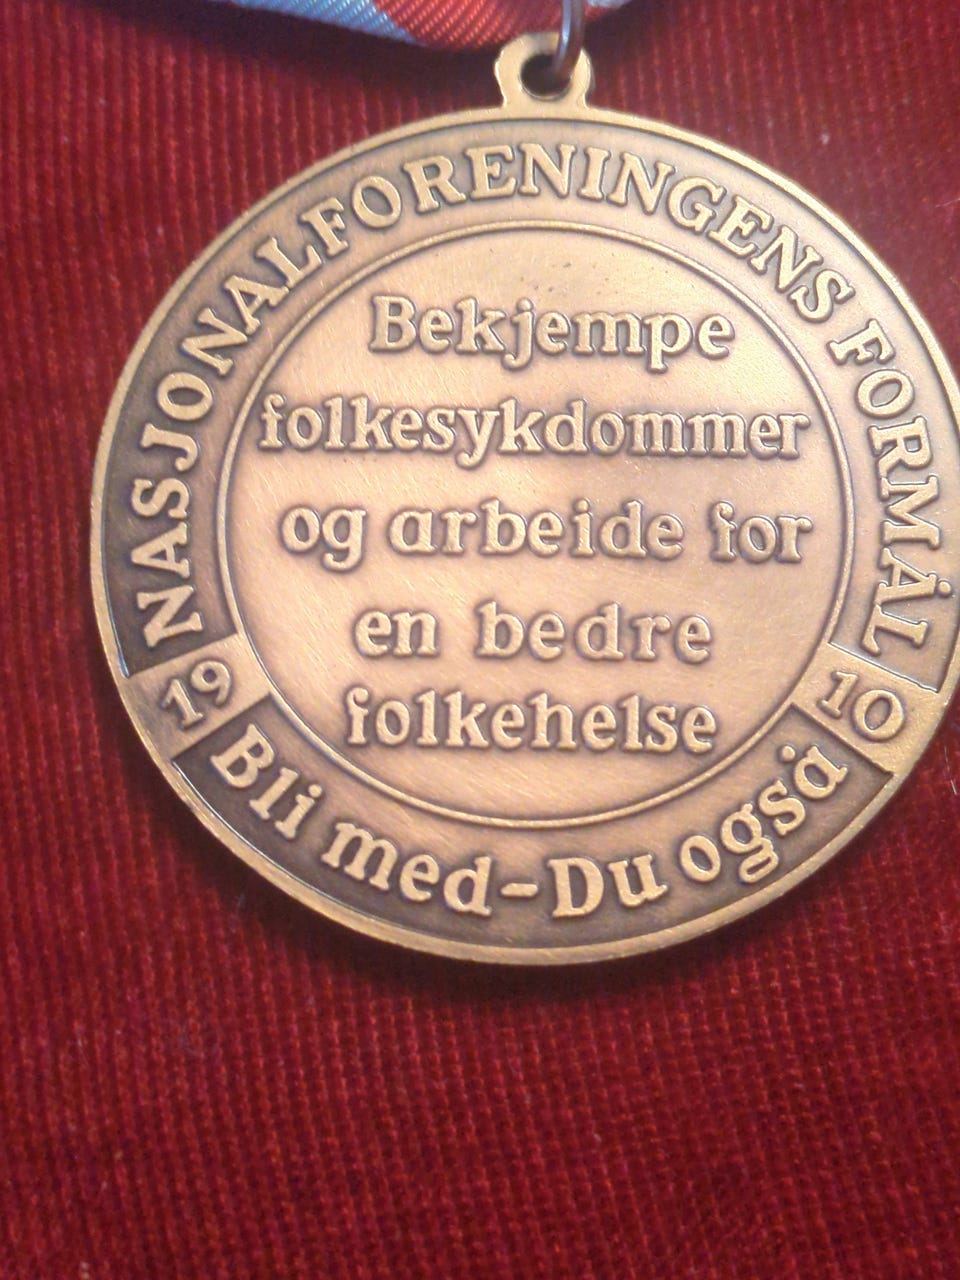 NASJONALFORENINGENS FORMÅL
Bekjempe
folkesykdommer
og arbeide for
en bedre
folkehelse
19 10
Bli med-Du også